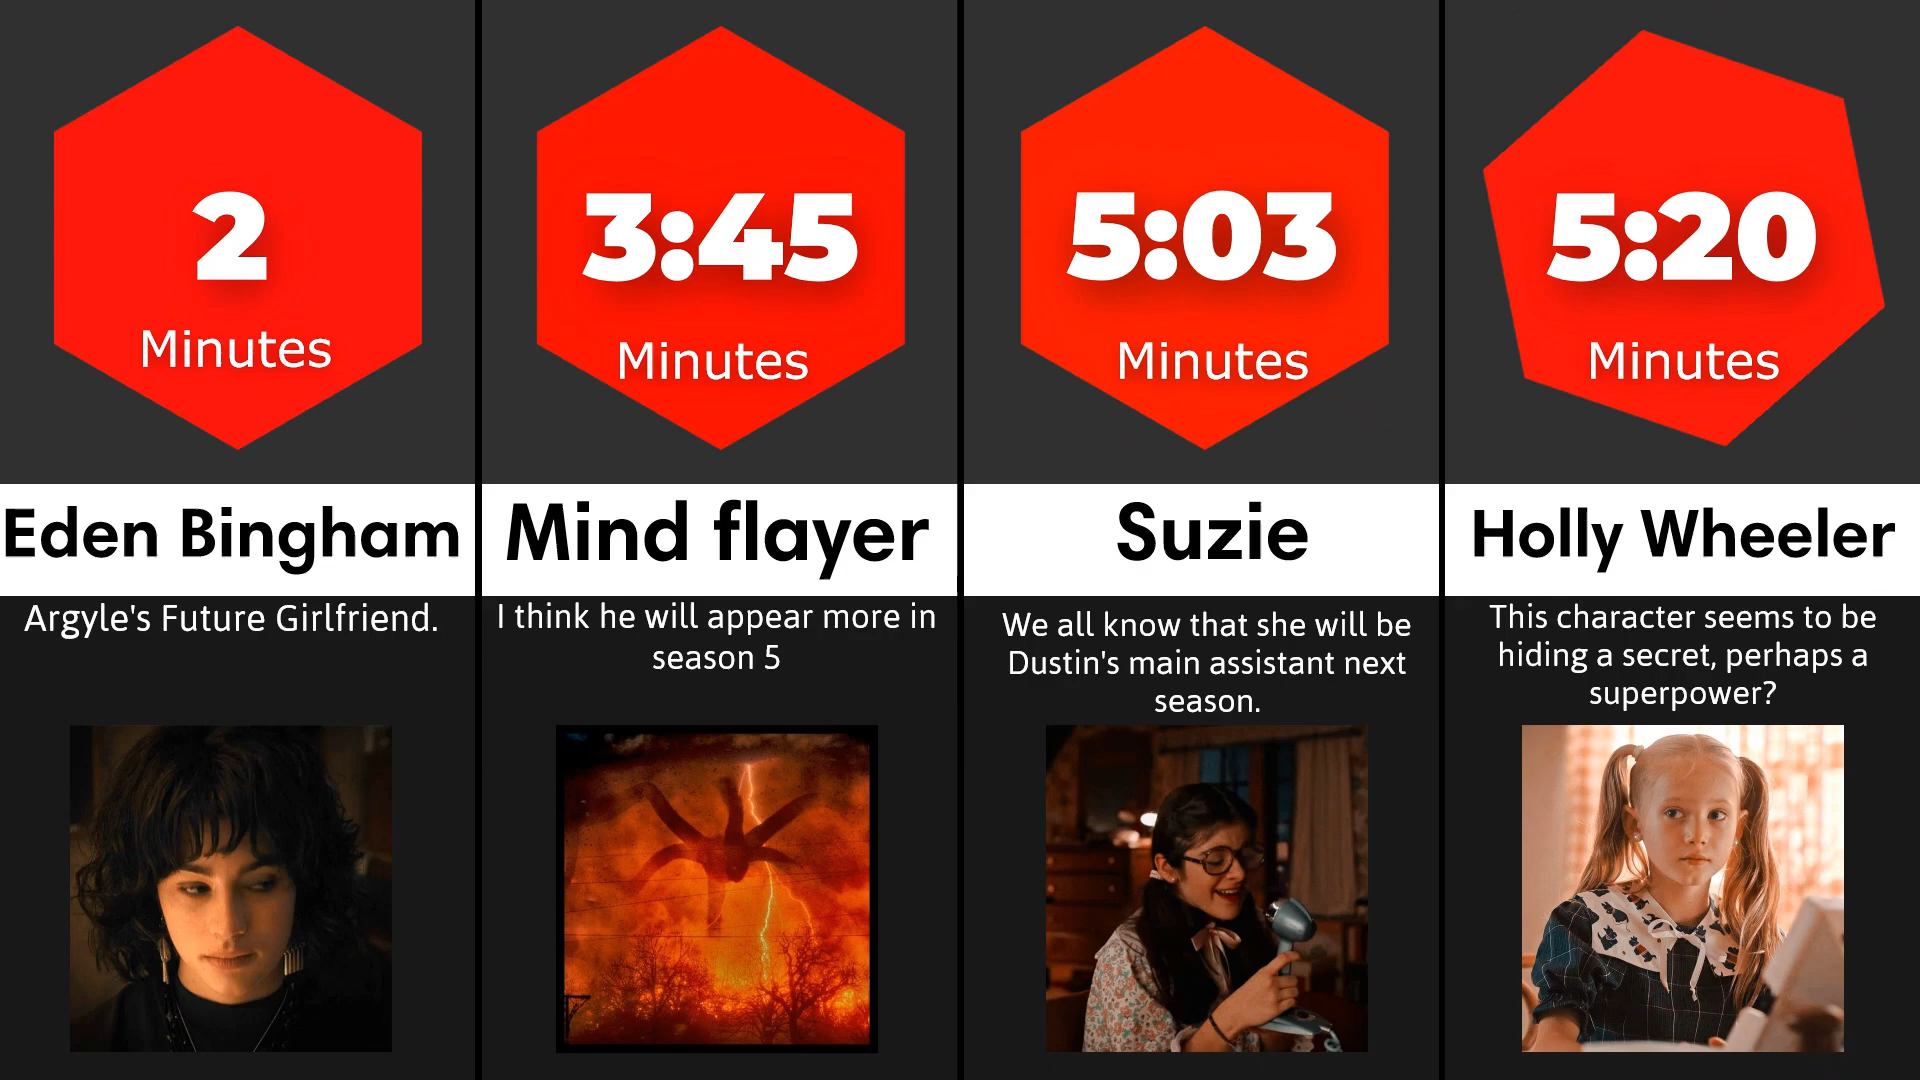 2
Minutes
Eden Bingham
Argyle's Future Girlfriend.
3:45
Minutes
Mind flayer
I think he will appear more in
season 5
5:03
Minutes
Suzie
We all know that she will be
Dustin's main assistant next
season.
5:20
Minutes
Holly Wheeler
This character seems to be
hiding a secret, perhaps a
superpower?